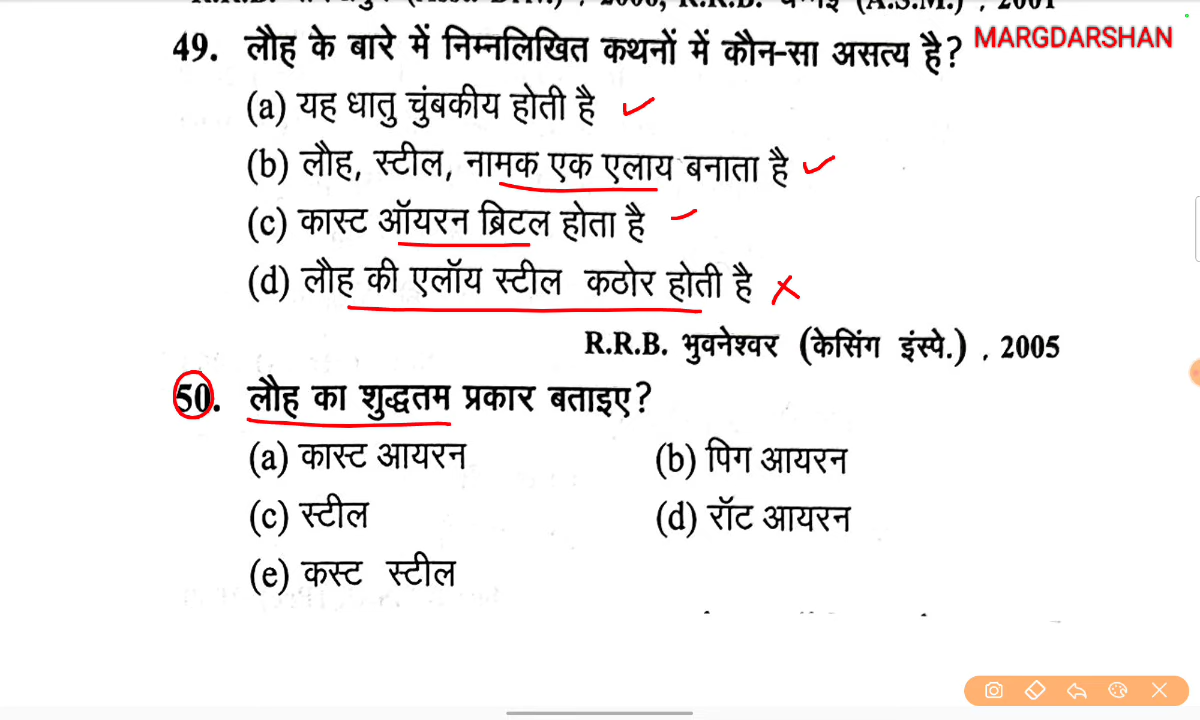 49. लौह के बारे में निम्नलिखित कथनों में कौन-सा असत्य है? MARGDARSHAN
(a) यह धातु चुंबकीय होती है
(b) लौह, स्टील, नामक एक एलाय बनाता है
(c) कास्ट ऑयरन ब्रिटल होता है
(d) लौह की एलॉय स्टील कठोर होती है
R.R.B. भुवनेश्वर (केसिंग इंस्पे.) , 2005
50. लौह का शुद्धतम प्रकार बताइए?
(a) कास्ट आयरन (b) पिग आयरन
(c) स्टील (d) रॉट आयरन
(e) कस्ट स्टील